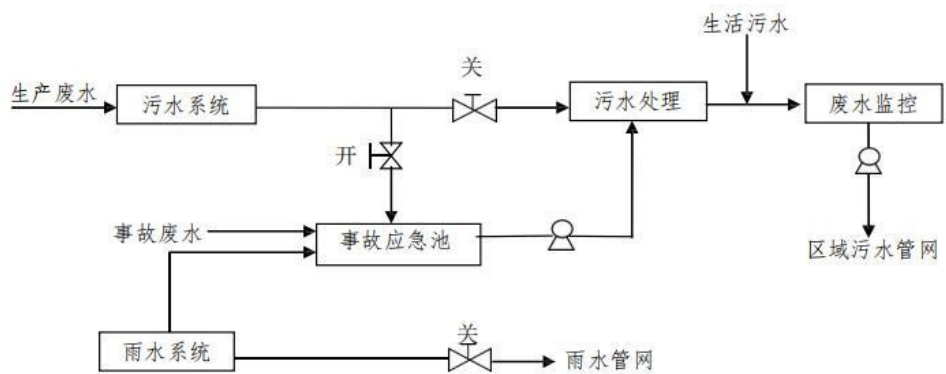 生活污水
关
生产废水
污水系统
污水处理
废水监控
开
事故废水
事故应急池
区域污水管网
关
雨水系统
雨水管网